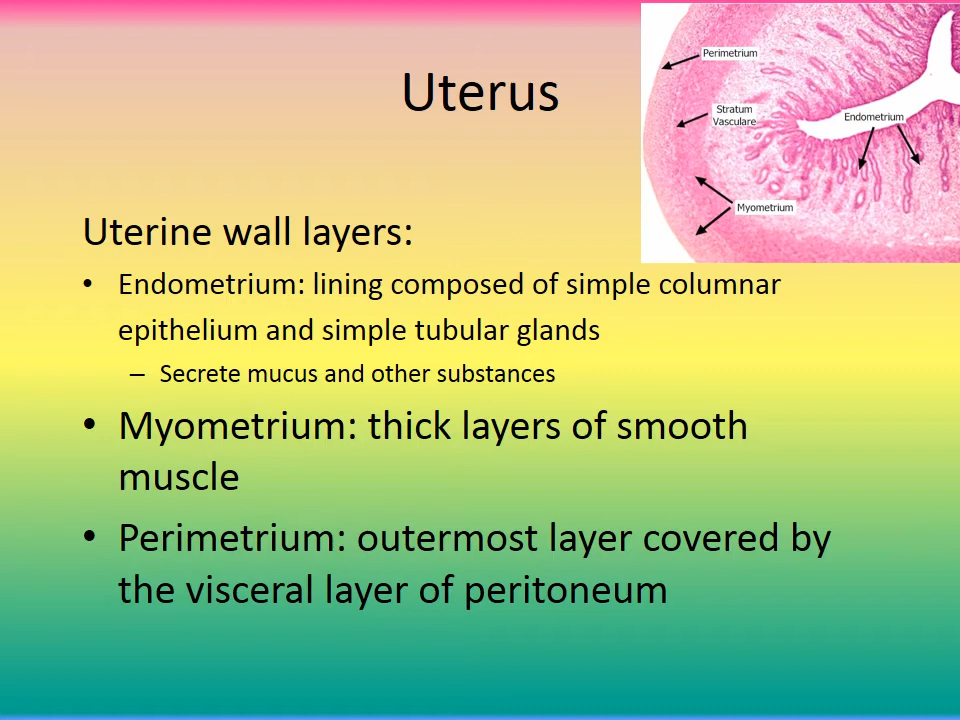 Uterus
Perimetrium
Stratum
Vasculare
Endometrium
Myometrium
Uterine wall layers:
• Endometrium: lining composed of simple columnar
epithelium and simple tubular glands
– Secrete mucus and other substances
• Myometrium: thick layers of smooth
muscle
• Perimetrium: outermost layer covered by
the visceral layer of peritoneum